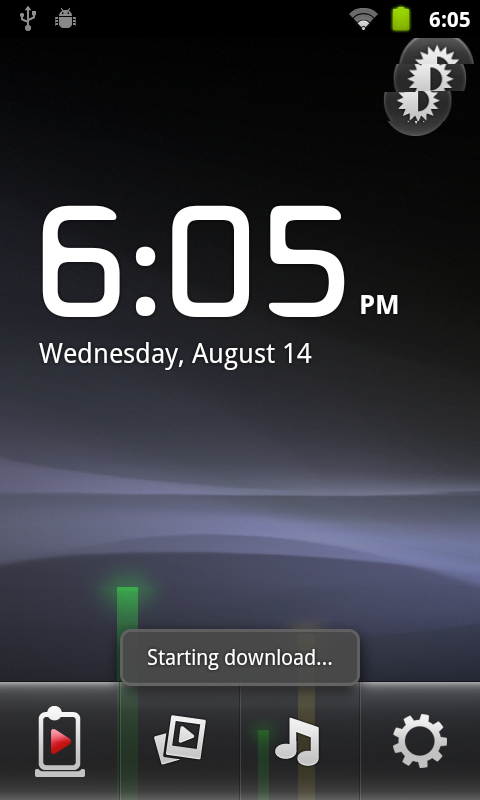 6:05
6:05 PM
Wednesday, August 14
Starting download...